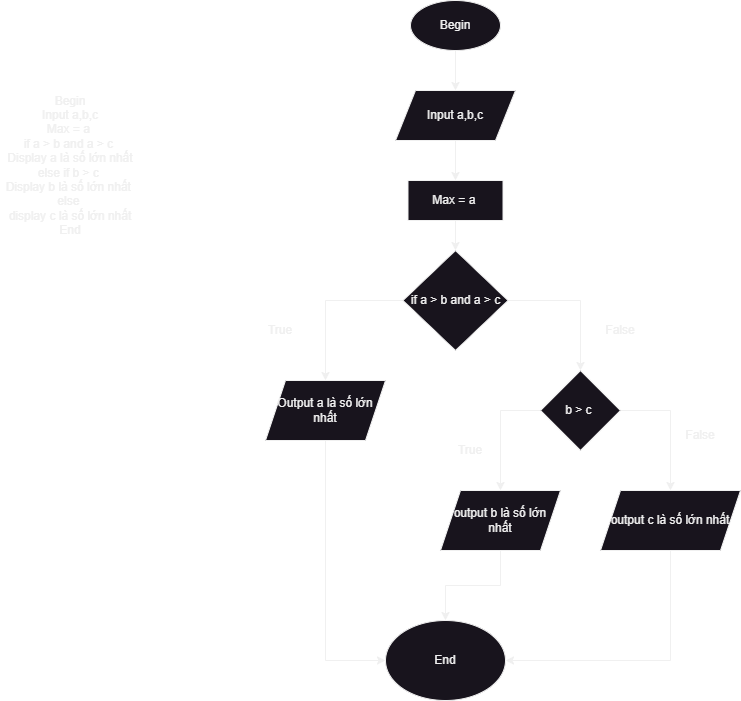 Begin
Input a,b,c
Max = a
if a > b and a > c
Display a là số lớn nhất
else if b > c
Display b là số lớn nhất
else
display c là số lớn nhất
End
Begin
Input a,b,c
Max = a
if a > b and a > c
True
False
Output a là số lớn
nhất
b > c
True
False
output b là số lớn
nhất
output c là số lớn nhất
End